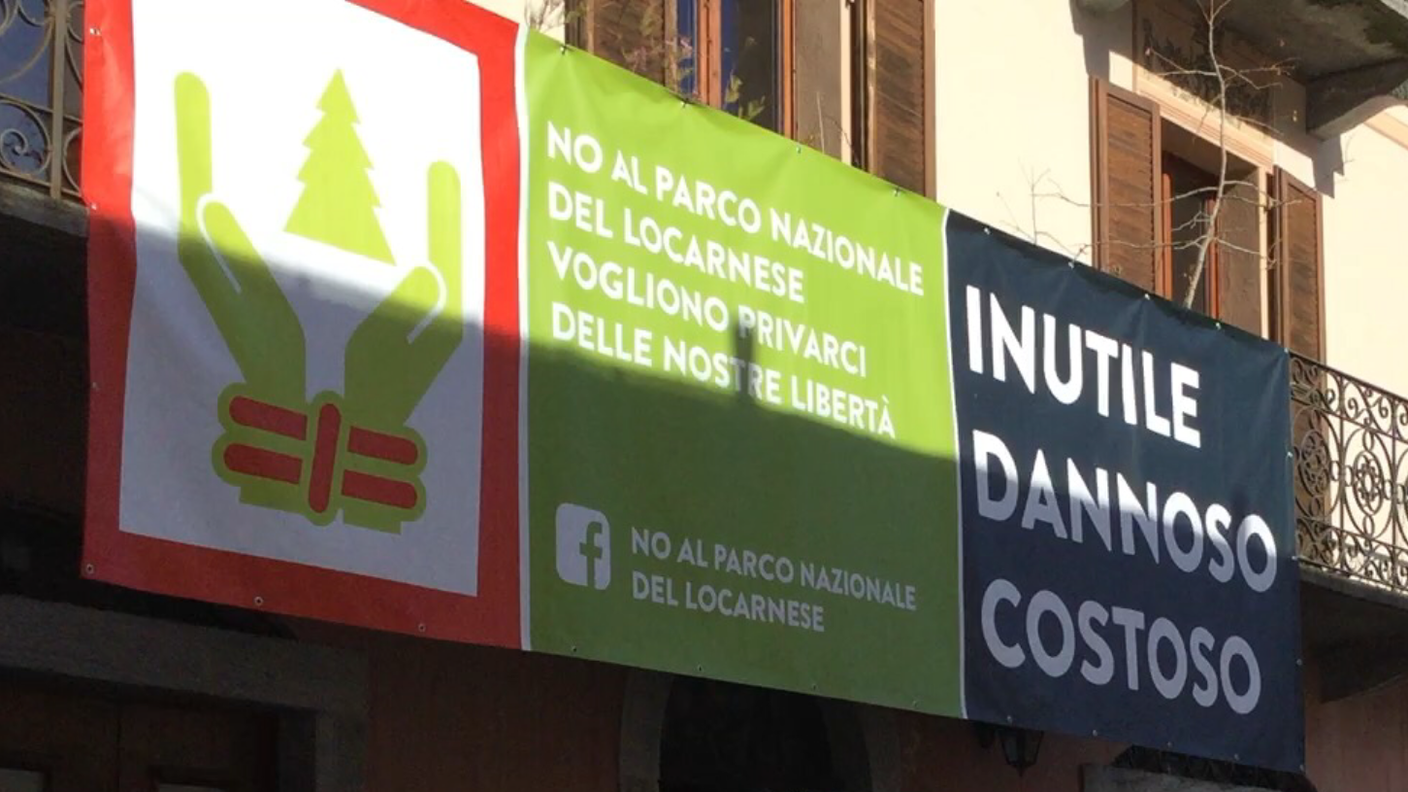 NO AL PARCO NAZIONALE
DEL LOCARNESE
VOGLIONO PRIVARCI
DELLE NOSTRE LIBERTÀ
f
NO AL PARCO NAZIONALE
DEL LOCARNESE
INUTILE
DANNOSO
COSTOSO